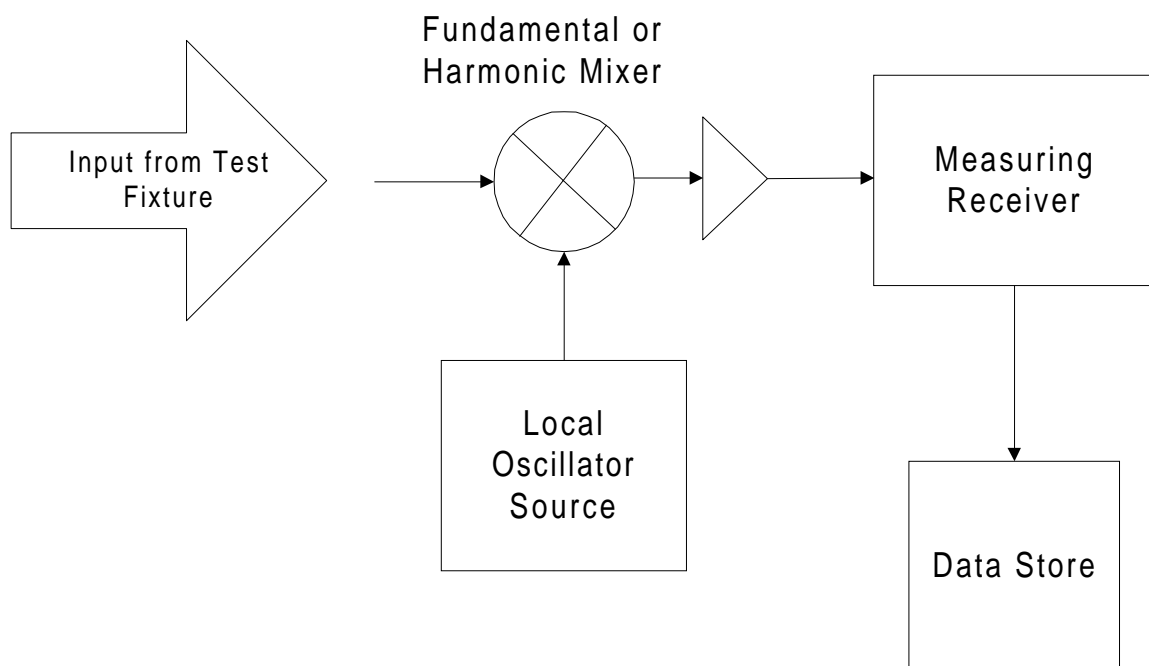 Fundamental or
Harmonic Mixer
Input from Test
Fixture
Measuring
Receiver
Local
Oscillator
Source
Data Store